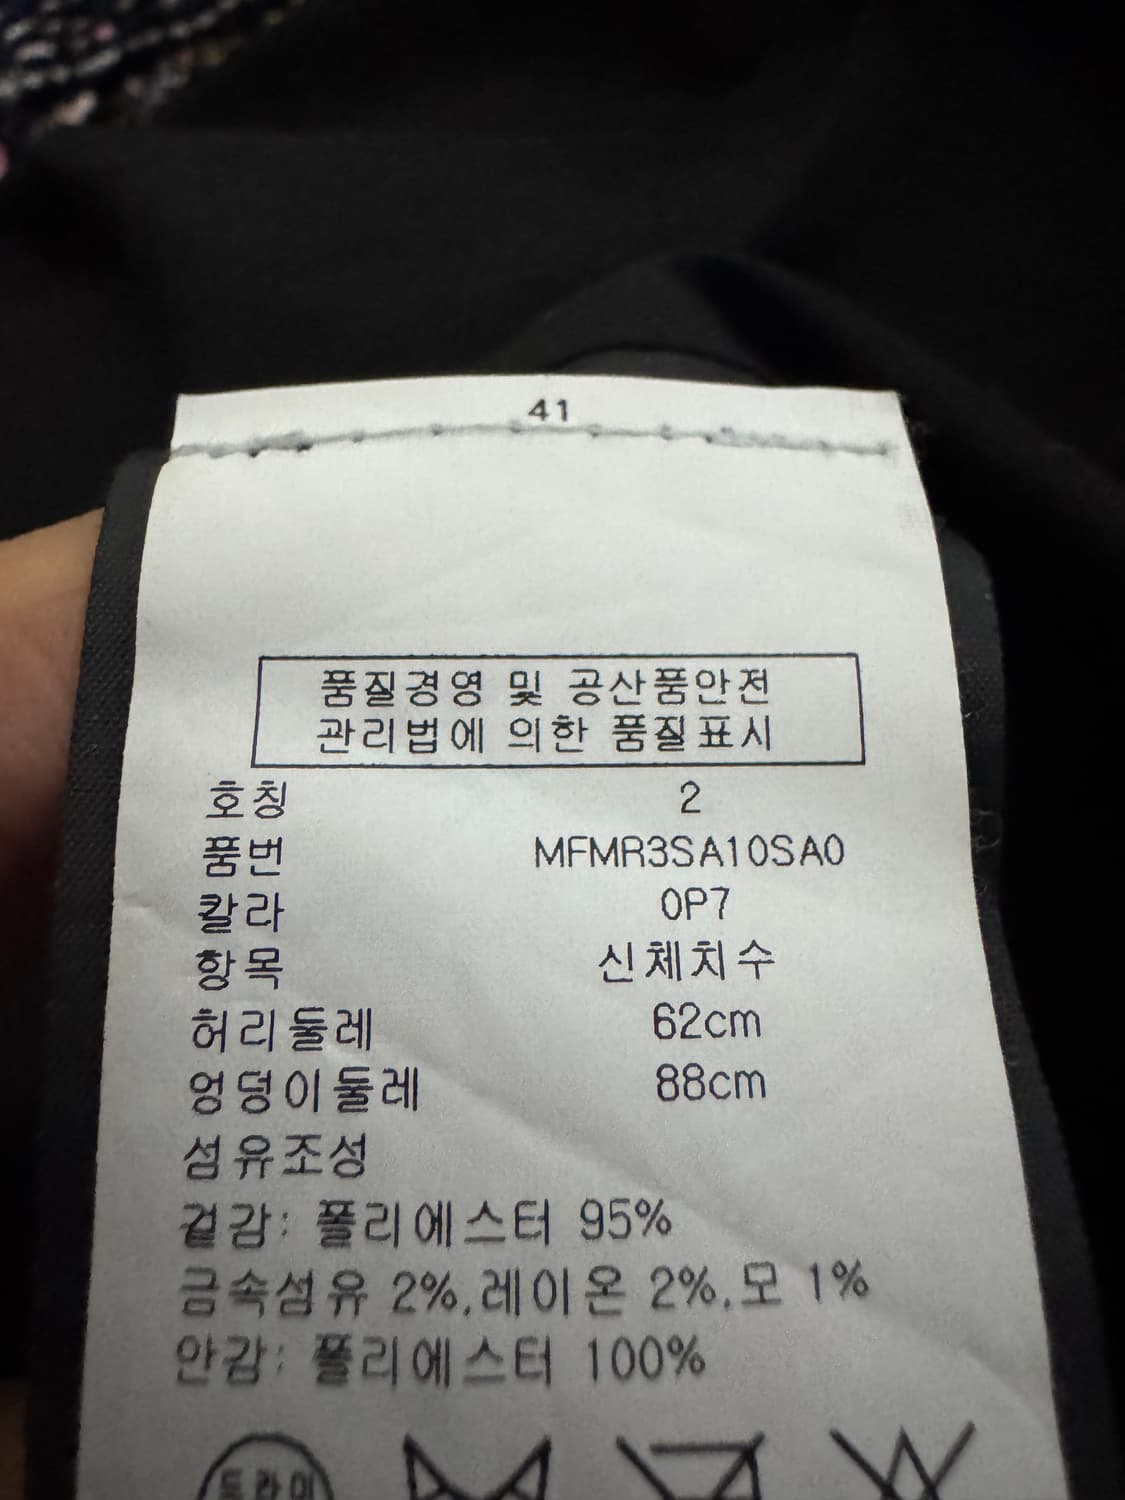 41
품질경영 및 공산품안전
관리법에 의한 품질표시
호칭 2
품번 MFMR3SA10SA0
칼라 0P7
항목 신체치수
허리둘레 62cm
엉덩이둘레 88cm
섬유조성
겉감: 폴리에스터 95%
금속섬유 2%,레이온 2%,모 1%
안감: 폴리에스터 100%
드라이